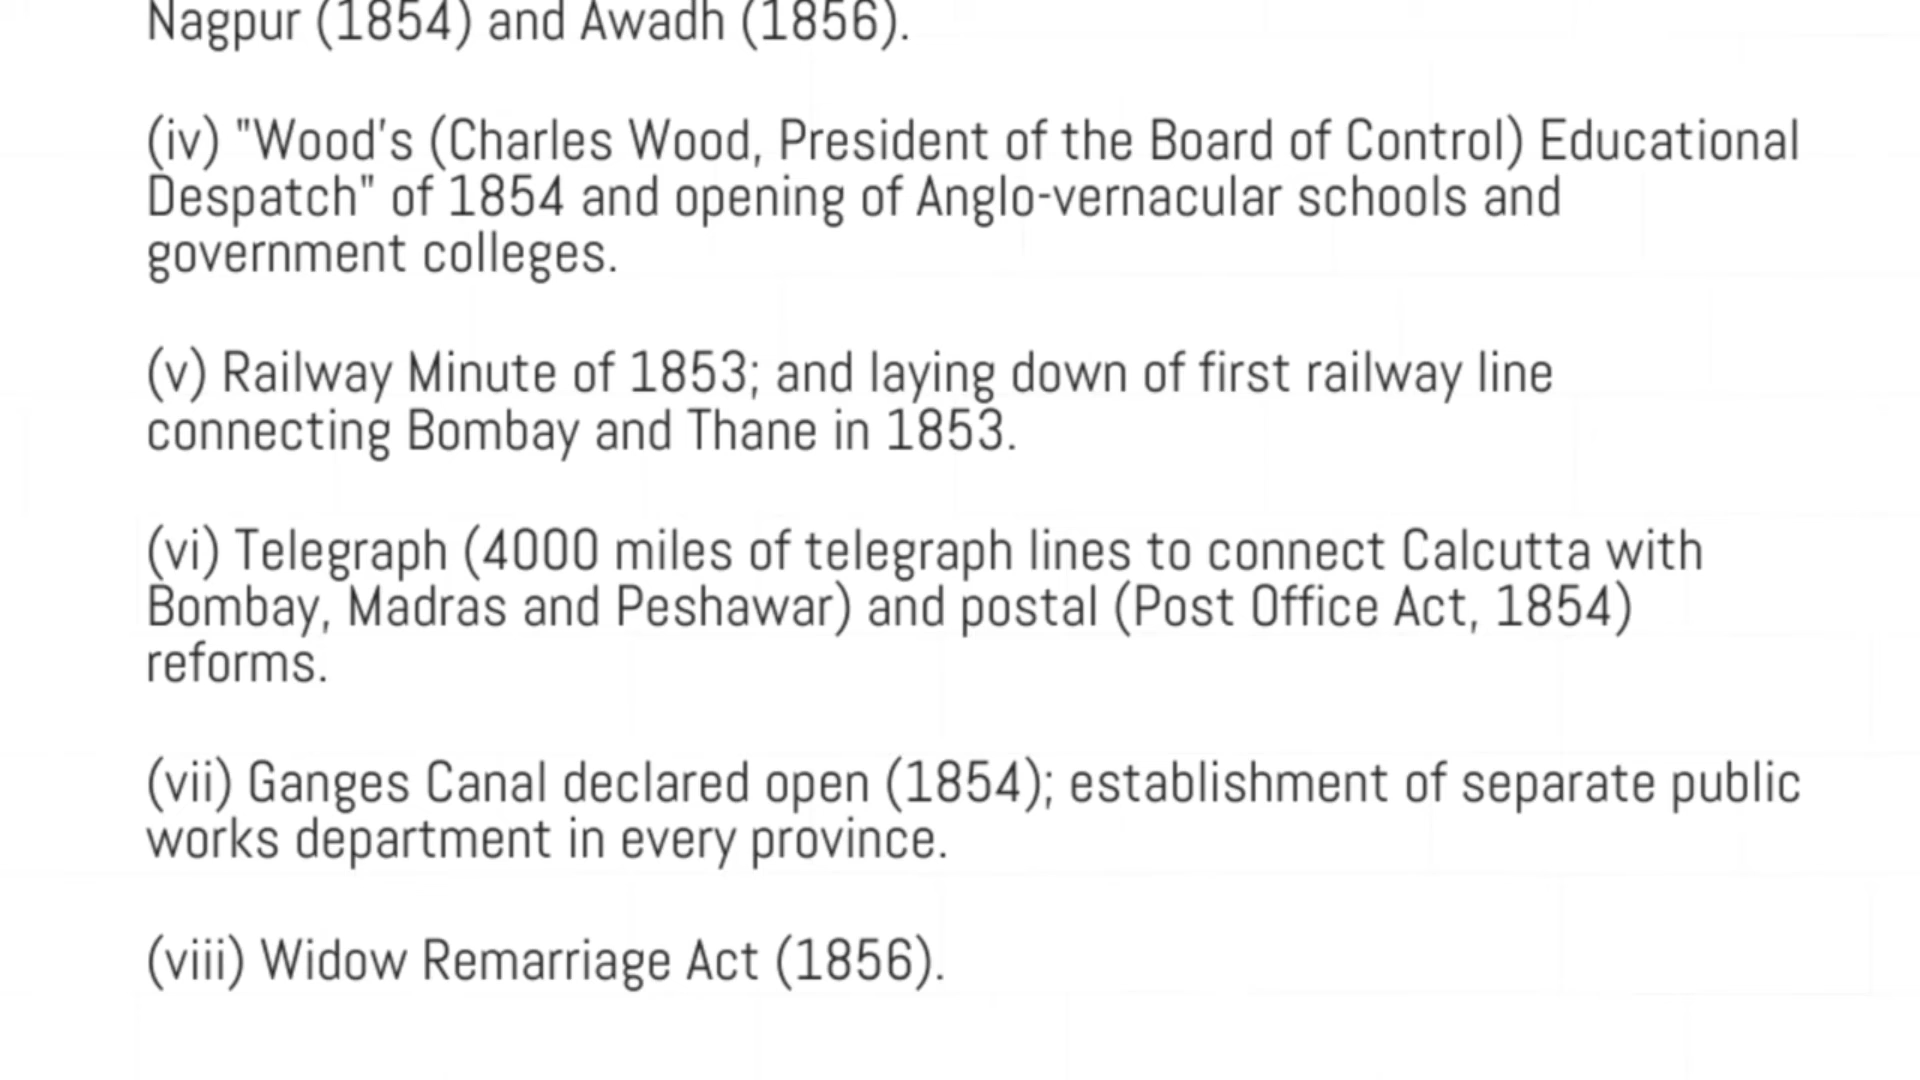 Nagpur (1854) and Awadh (1856).
(iv) "Wood's (Charles Wood, President of the Board of Control) Educational
Despatch" of 1854 and opening of Anglo-vernacular schools and
government colleges.
(v) Railway Minute of 1853; and laying down of first railway line
connecting Bombay and Thane in 1853.
(vi) Telegraph (4000 miles of telegraph lines to connect Calcutta with
Bombay, Madras and Peshawar) and postal (Post Office Act, 1854)
reforms.
(vii) Ganges Canal declared open (1854); establishment of separate public
works department in every province.
(viii) Widow Remarriage Act (1856).